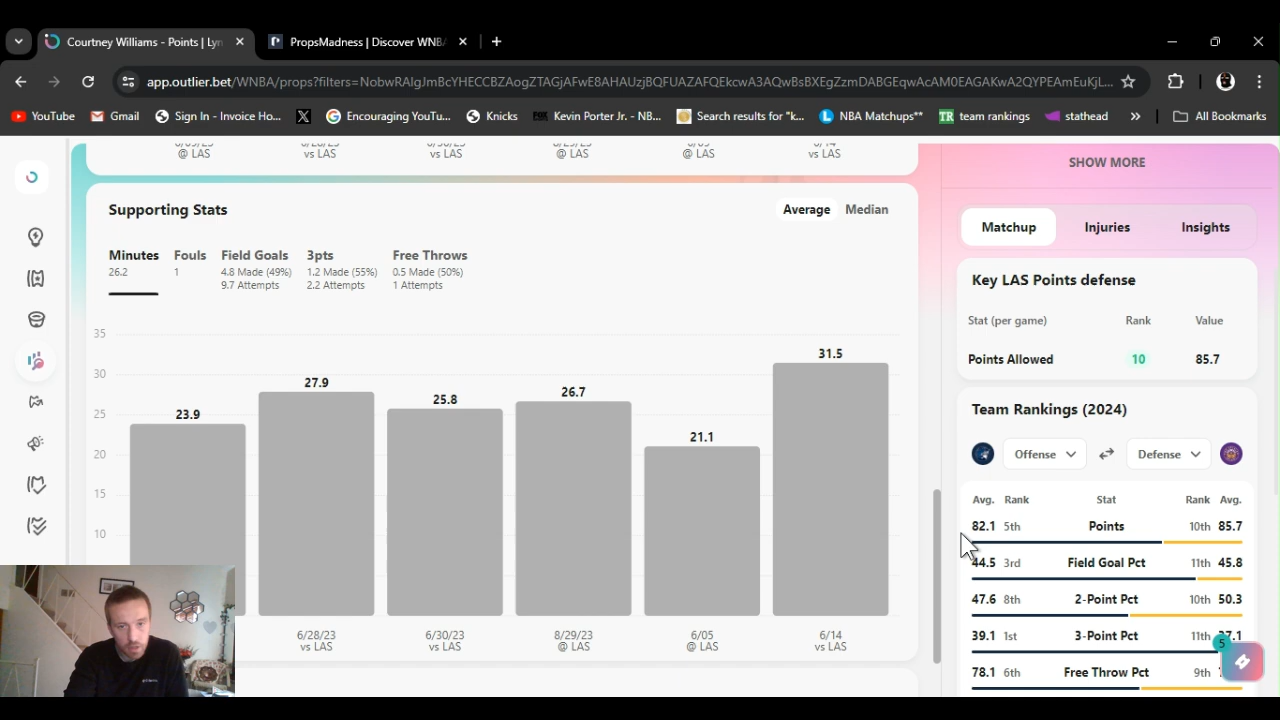 Courtney Williams - Points | Lyn
PropsMadness | Discover WNB
app.outlier.bet/WNBA/props?filters=NobwRAIgJmBcYHECCBZAogZTAGjAFwE8AHAUzjBQFUAZAFQEkcwA3AQwBsBXEgZzmDABGEqwAcAM0EAGAKwA2QYPEAmEuKjL...
YouTube
Gmail
Sign In - Invoice Ho...
Encouraging YouTu...
Knicks
Kevin Porter Jr. - NB...
Search results for "k...
NBA Matchups**
team rankings
stathead
All Bookmarks
@ LAS
vs LAS
vs LAS
@ LAS
@ LAS
vs LAS
SHOW MORE
Supporting Stats
Average Median
Minutes Fouls Field Goals 3pts Free Throws
26.2 1 4.8 Made (49%) 1.2 Made (55%) 0.5 Made (50%)
9.7 Attempts 2.2 Attempts 1 Attempts
35
30
25
20
15
10
23.9
27.9
25.8
26.7
21.1
31.5
6/28/23
vs LAS
6/30/23
vs LAS
8/29/23
@ LAS
6/05
@ LAS
6/14
vs LAS
Matchup Injuries Insights
Key LAS Points defense
Stat (per game) Rank Value
Points Allowed 10 85.7
Team Rankings (2024)
Offense Defense
Avg. Rank Stat Rank Avg.
82.1 5th Points 10th 85.7
44.5 3rd Field Goal Pct 11th 45.8
47.6 8th 2-Point Pct 10th 50.3
39.1 1st 3-Point Pct 11th
5
78.1 6th Free Throw Pct 9th